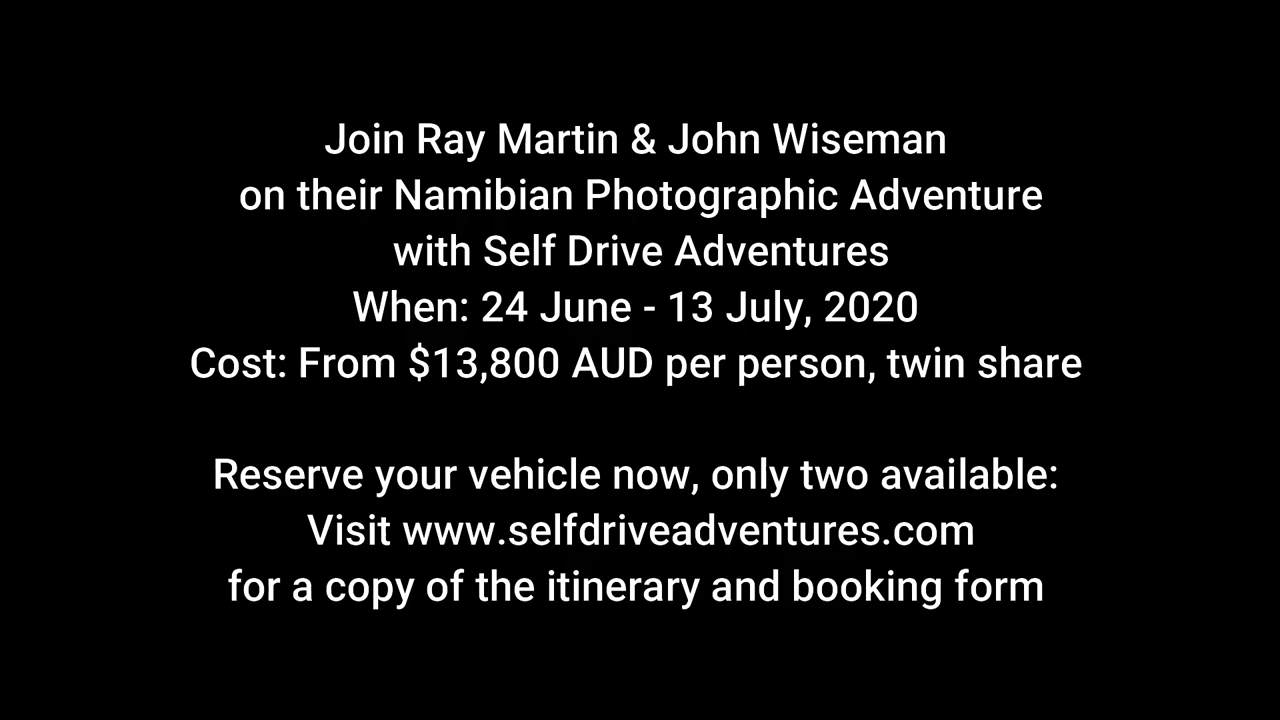 Join Ray Martin & John Wiseman
on their Namibian Photographic Adventure
with Self Drive Adventures
When: 24 June - 13 July, 2020
Cost: From $13,800 AUD per person, twin share
Reserve your vehicle now, only two available:
Visit www.selfdriveadventures.com
for a copy of the itinerary and booking form